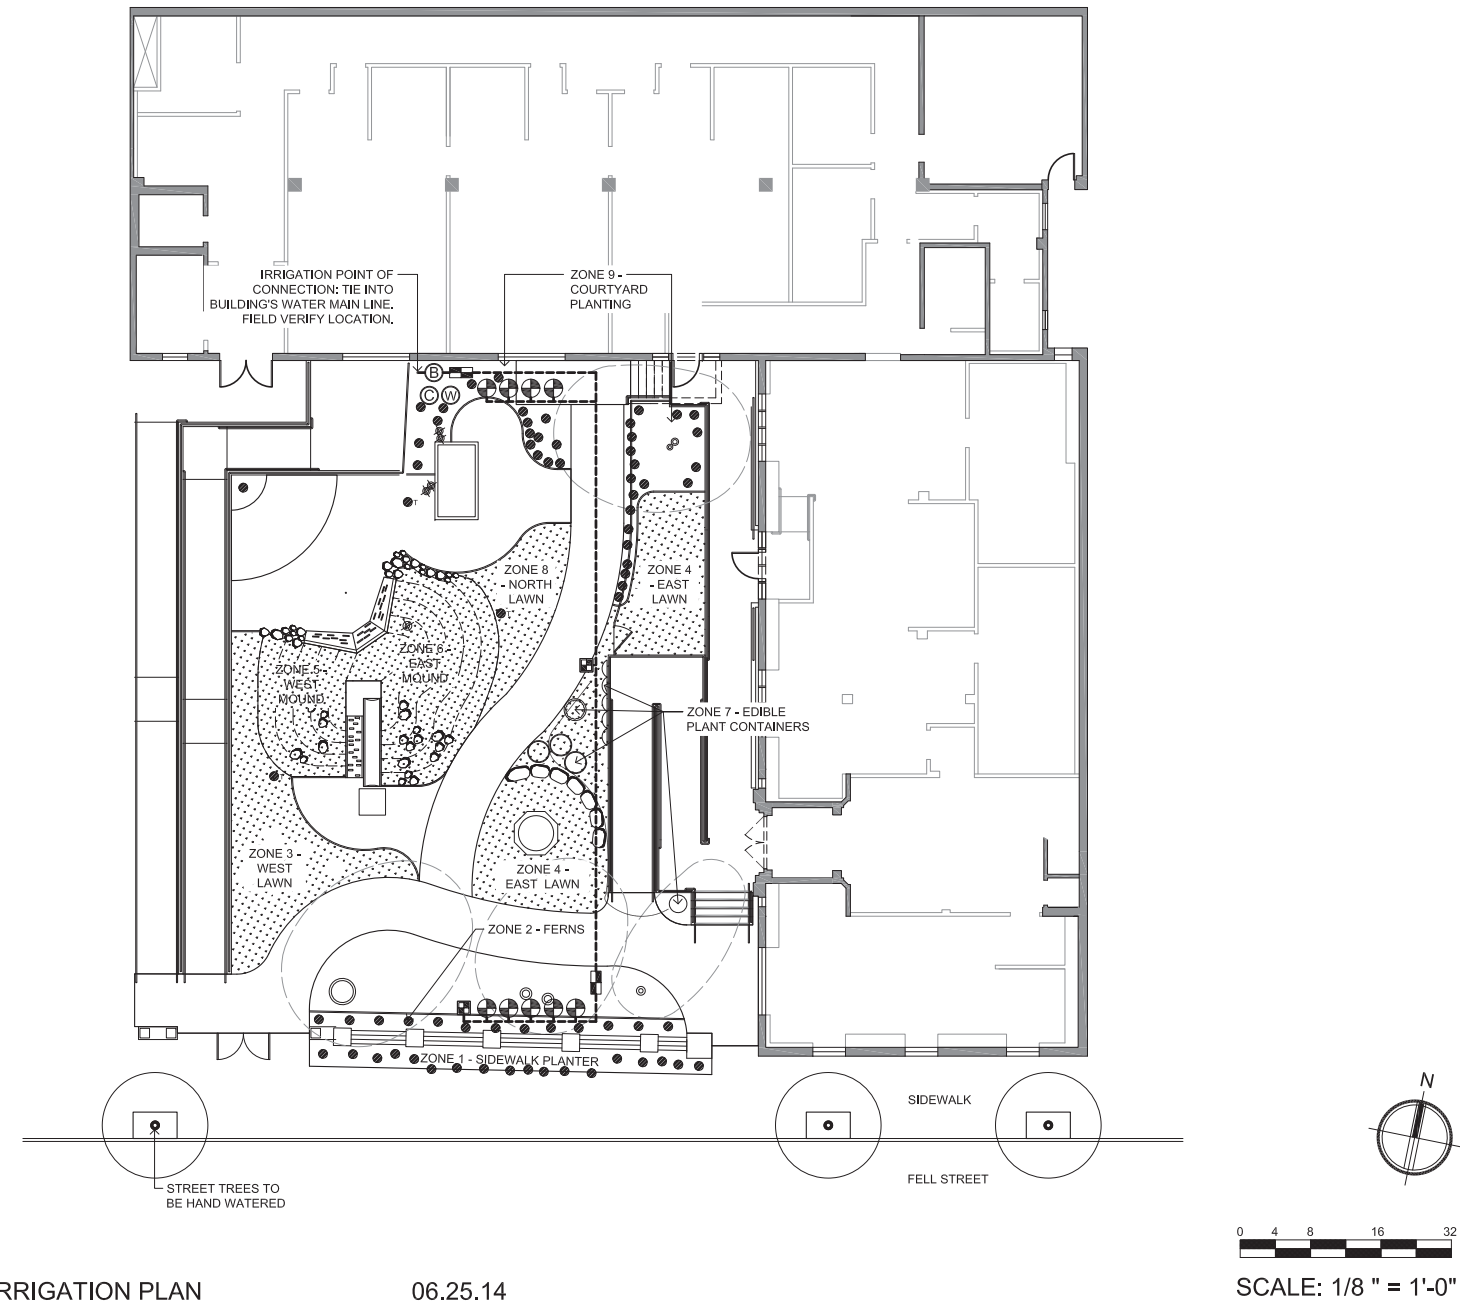 IRRIGATION POINT OF
CONNECTION: TIE INTO
BUILDING'S WATER MAIN LINE.
FIELD VERIFY LOCATION.
ZONE 9 -
COURTYARD
PLANTING
B
C W
ZONE 8
- NORTH
LAWN
ZONE 4
- EAST
LAWN
ZONE 6 -
EAST
MOUND
ZONE 5 -
WEST
MOUND
ZONE 7 - EDIBLE
PLANT CONTAINERS
ZONE 3 -
WEST
LAWN
ZONE 4 -
EAST LAWN
ZONE 2 - FERNS
ZONE 1 - SIDEWALK PLANTER
SIDEWALK
FELL STREET
STREET TREES TO
BE HAND WATERED
N
0 4 8 16 32
SCALE: 1/8 " = 1'-0"
RRIGATION PLAN 06.25.14